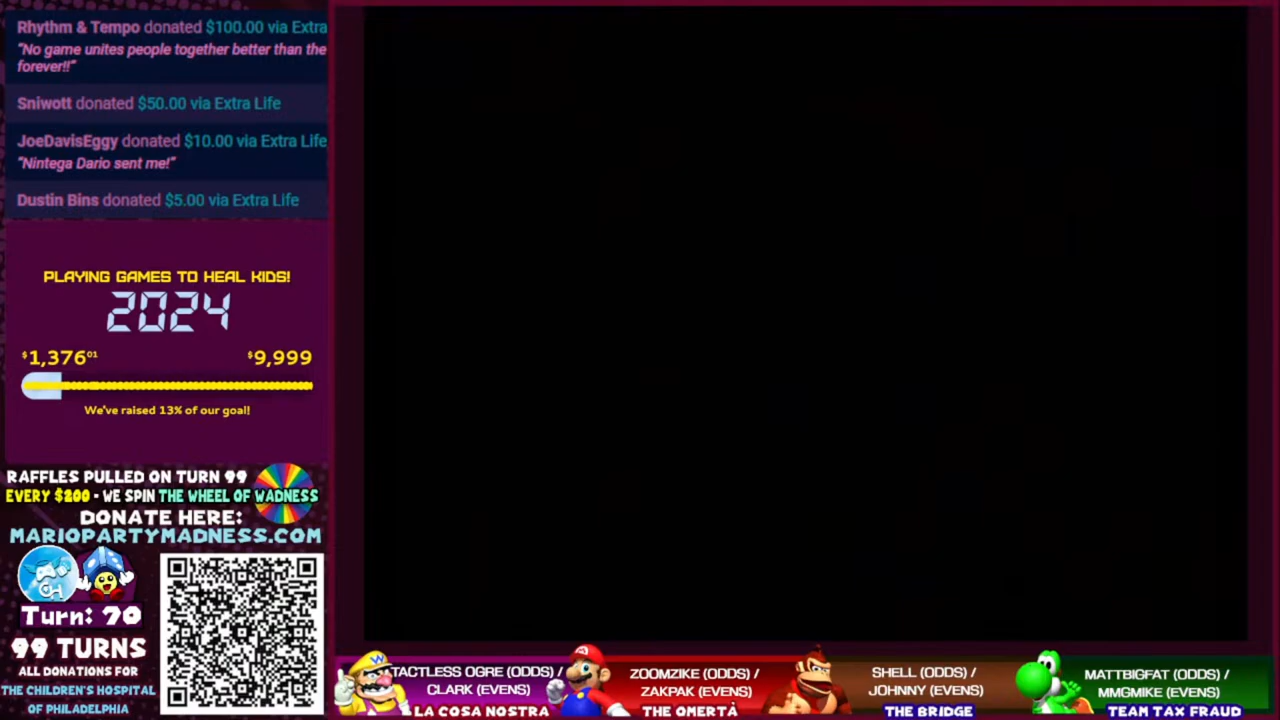 Rhythm & Tempo donated $100.00 via Extra
"No game unites people together better than the
forever!!"
Sniwott donated $50.00 via Extra Life
JoeDavisEggy donated $10.00 via Extra Life
"Nintega Dario sent me!"
Dustin Bins donated $5.00 via Extra Life
PLAYING GAMES TO HEAL KIDS!
2024
$1,376.01 $9,999
We've raised 13% of our goal!
RAFFLES PULLED ON TURN 99
EVERY $200 - WE SPIN THE WHEEL OF WADNESS
DONATE HERE:
MARIOPARTYMADNESS.COM
CH
Turn: 70
99 TURNS
ALL DONATIONS FOR
THE CHILDREN'S HOSPITAL
OF PHILADELPHIA
TACTLESS OGRE (ODDS) /
CLARK (EVENS)
LA COSA NOSTRA
ZOOMZIKE (ODDS) /
ZAKPAK (EVENS)
THE OMERTÀ
SHELL (ODDS) /
JOHNNY (EVENS)
THE BRIDGE
MATTBIGFAT (ODDS) /
MMGMIKE (EVENS)
TEAM TAX FRAUD